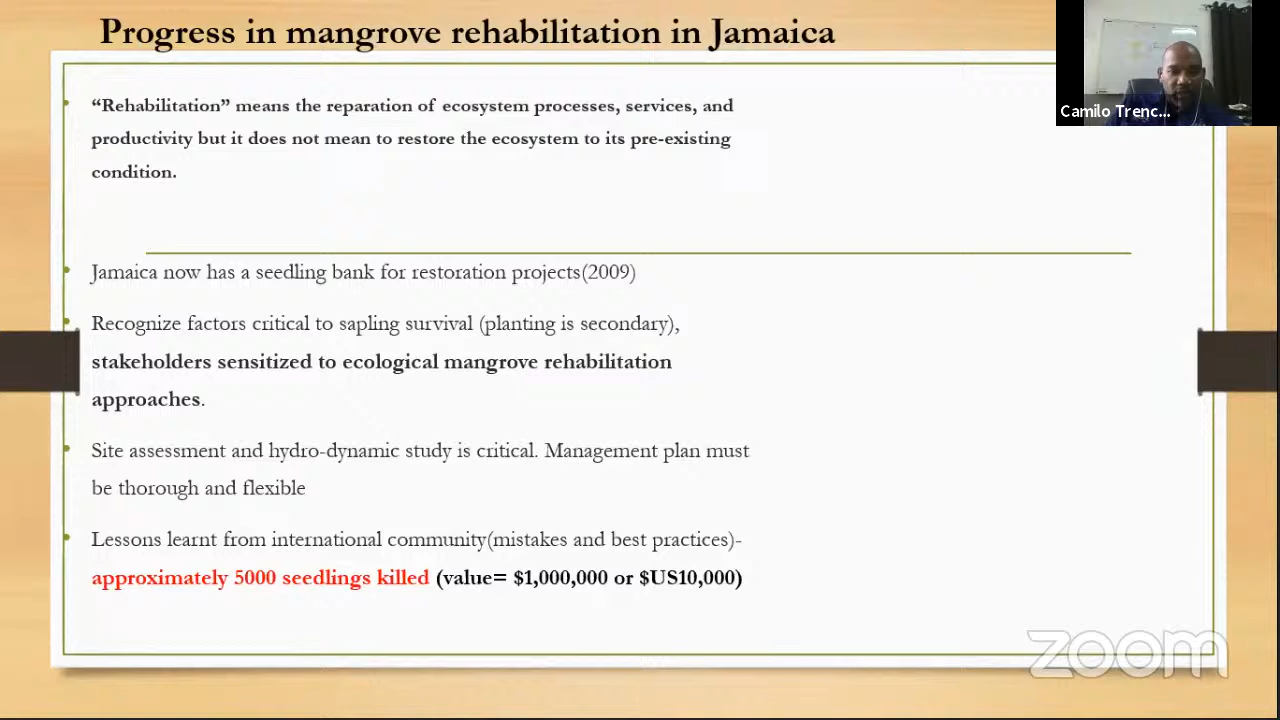 Progress in mangrove rehabilitation in Jamaica
“Rehabilitation” means the reparation of ecosystem processes, services, and
productivity but it does not mean to restore the ecosystem to its pre-existing
condition.
Camilo Trenc...
Jamaica now has a seedling bank for restoration projects(2009)
Recognize factors critical to sapling survival (planting is secondary),
stakeholders sensitized to ecological mangrove rehabilitation
approaches.
Site assessment and hydro-dynamic study is critical. Management plan must
be thorough and flexible
Lessons learnt from international community(mistakes and best practices)-
approximately 5000 seedlings killed (value= $1,000,000 or $US10,000)
zoom